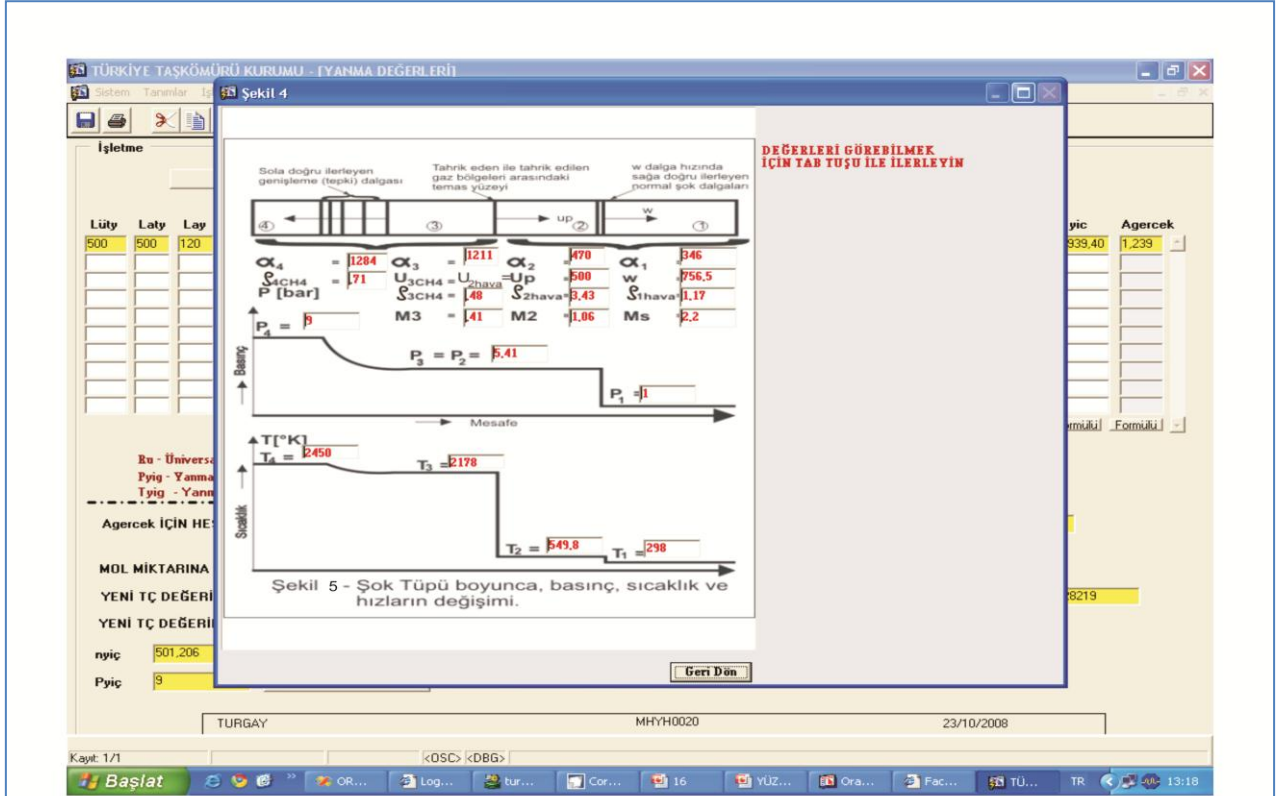 TÜRKİYE TAŞKÖMÜRÜ KURUMU - [YANMA DEĞERLERİ]
Sistem Tanımlar
Şekil 4
İşletme
DEĞERLERİ GÖREBİLMEK
İÇİN TAB TUŞU İLE İLERLEYİN
Sola doğru ilerleyen
genişleme (tepki) dalgası
Tahrik eden ile tahrik edilen
gaz bölgeleri arasındaki
temas yüzeyi
w dalga hızında
sağa doğru ilerleyen
normal şok dalgaları
4 3 up 2 w 1
Lüty Laty Lay yic Agercek
500 500 120 939,40 1,239
α4 = 1284 α3 = 1211 α2 = 470 α1 = 346
S4CH4 = ,71 U3CH4 = U2hava = Up = 500 w = 756,5
P [bar] S3CH4 = ,48 S2hava = 3,43 S1hava = 1,17
M3 = ,41 M2 = 1,06 Ms = 2,2
P4 = 9
P3 = P2 = 5,41
P1 = 1
Basınç
Mesafe
rmülü Formülü
T[°K]
T4 = 2450
T3 = 2178
T2 = 549,8
T1 = 298
Sıcaklık
Şekil 5 - Şok Tüpü boyunca, basınç, sıcaklık ve
hızların değişimi.
Ru - Üniversa
Pyig - Yanma
Tyig - Yanm
Agercek İÇİN HES
MOL MİKTARINA
YENİ TÇ DEĞERİ
28219
YENİ TÇ DEĞERİ
nyiç 501,206
Pyiç 9
Geri Dön
TURGAY MHYH0020 23/10/2008
Kayıt: 1/1 <OSC> <DBG>
Başlat OR... Log... tur... Cor... 16 YÜZ... Ora... Fac... TÜ... TR 13:18